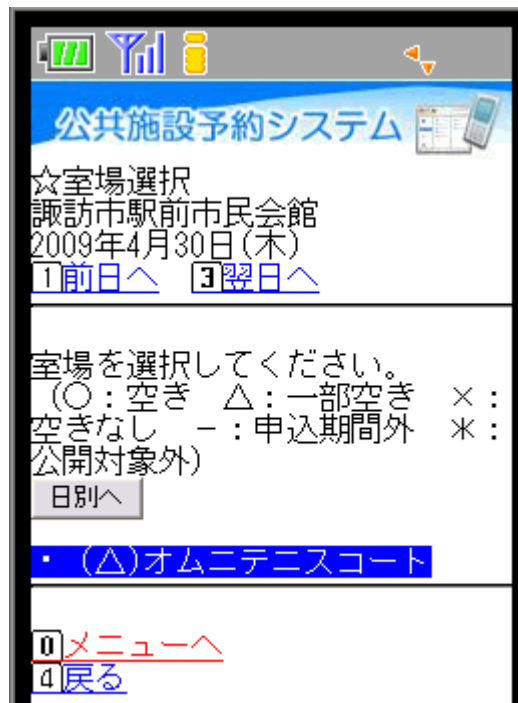 公共施設予約システム
☆室場選択
諏訪市駅前市民会館
2009年4月30日(木)
1前日へ 3翌日へ
室場を選択してください。
(○：空き △：一部空き ×：
空きなし －：申込期間外 ＊：
公開対象外)
日別へ
・ (△)オムニテニスコート
0メニューへ
4戻る